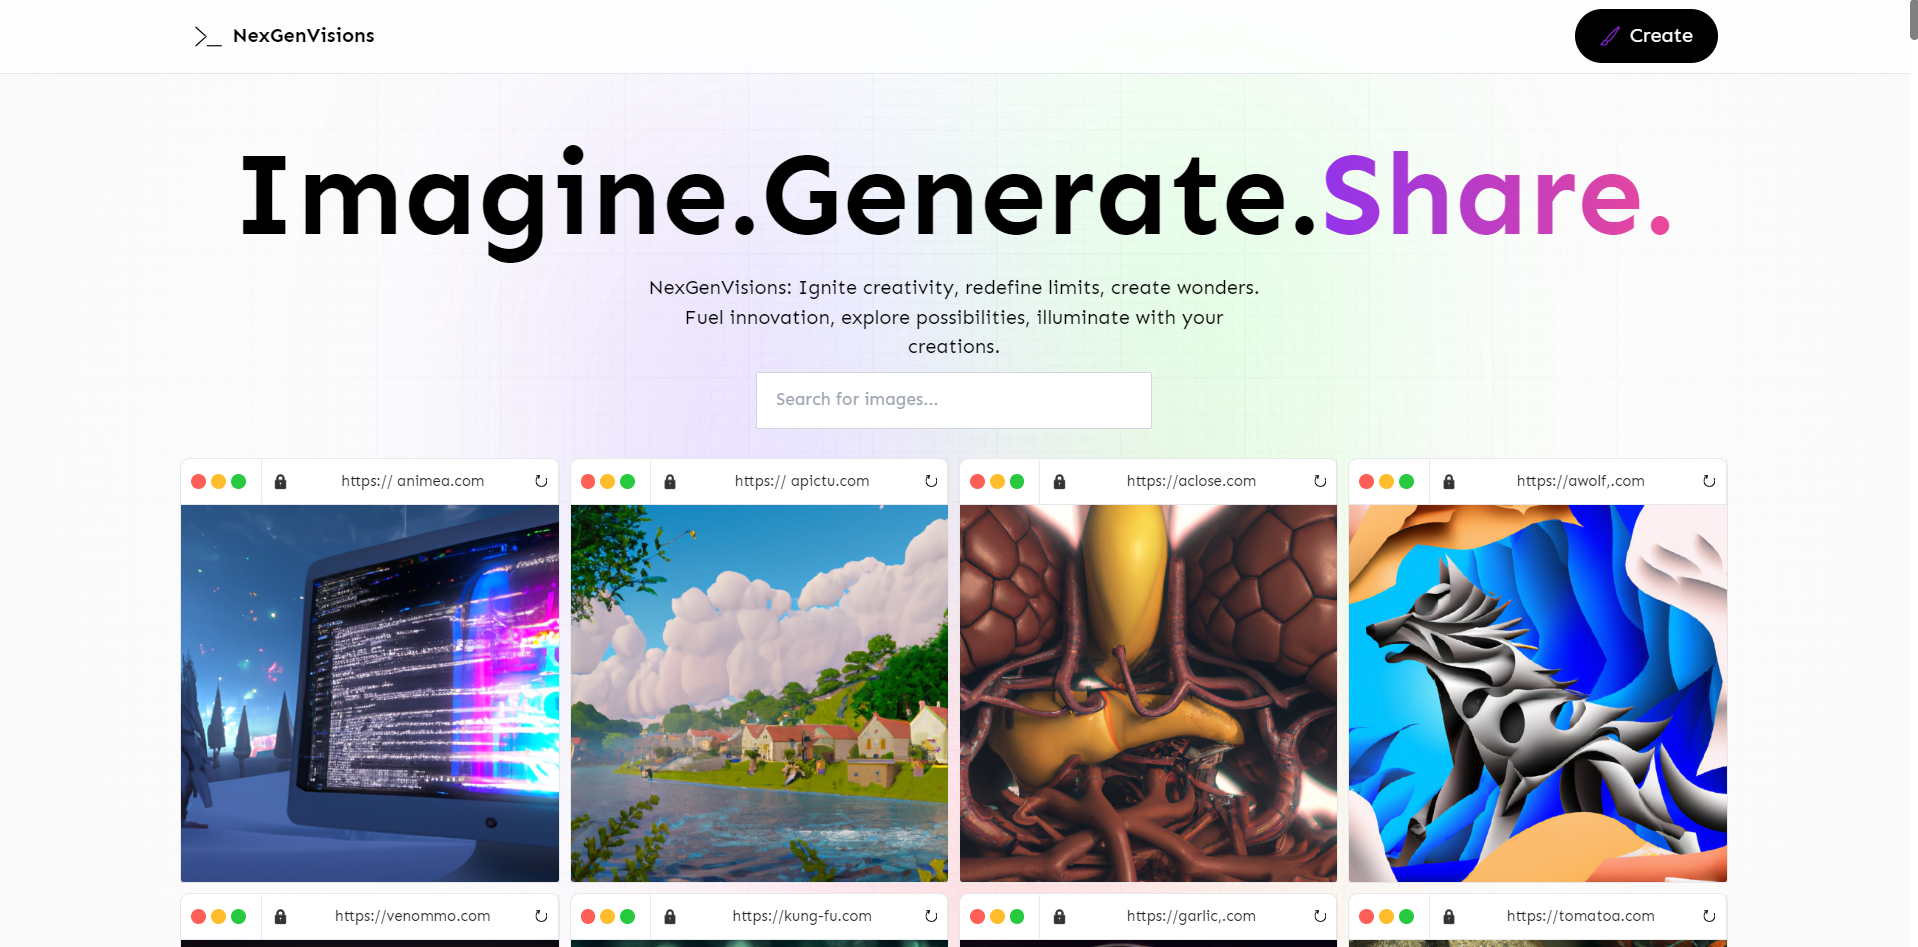 NexGenVisions
Create
Imagine.Generate.Share.
NexGenVisions: Ignite creativity, redefine limits, create wonders.
Fuel innovation, explore possibilities, illuminate with your
creations.
Search for images...
https:// animea.com
https:// apictu.com
https://aclose.com
https://awolf,.com
https://venommo.com
https://kung-fu.com
https://garlic,.com
https://tomatoa.com